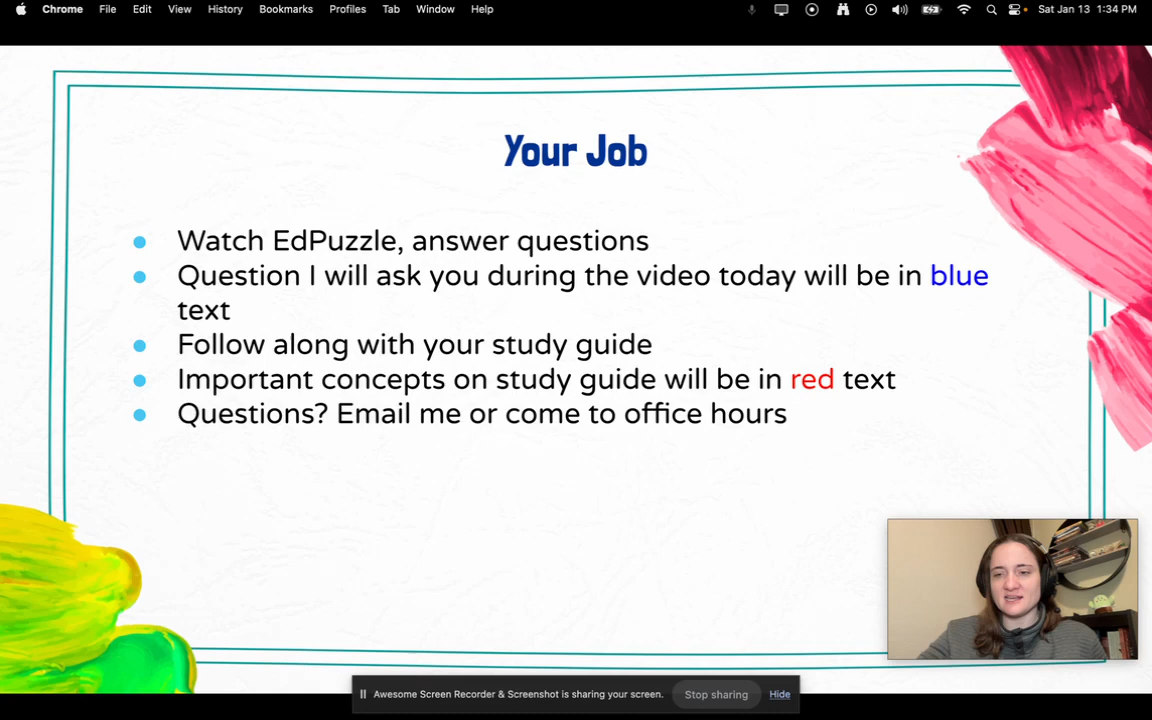 Chrome File Edit View History Bookmarks Profiles Tab Window Help Sat Jan 13 1:34 PM
Your Job
Watch EdPuzzle, answer questions
Question I will ask you during the video today will be in blue
text
Follow along with your study guide
Important concepts on study guide will be in red text
Questions? Email me or come to office hours
Awesome Screen Recorder & Screenshot is sharing your screen. Stop sharing Hide